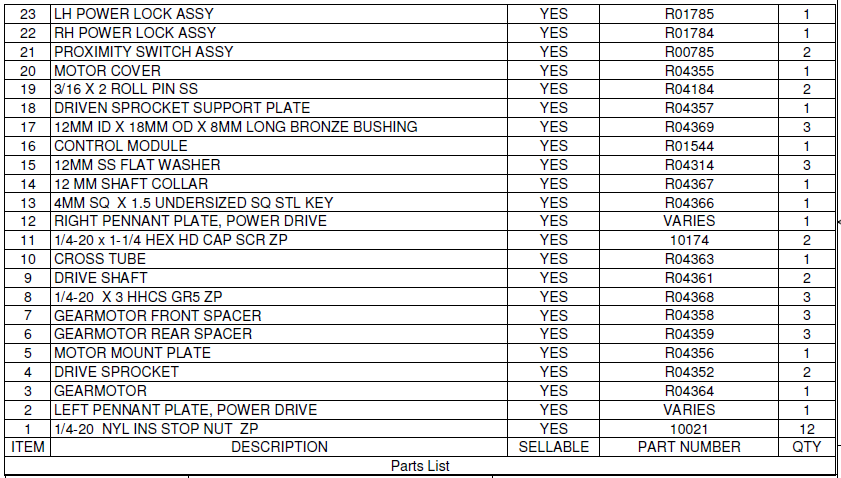 23 LH POWER LOCK ASSY YES R01785 1
22 RH POWER LOCK ASSY YES R01784 1
21 PROXIMITY SWITCH ASSY YES R00785 2
20 MOTOR COVER YES R04355 1
19 3/16 X 2 ROLL PIN SS YES R04184 2
18 DRIVEN SPROCKET SUPPORT PLATE YES R04357 1
17 12MM ID X 18MM OD X 8MM LONG BRONZE BUSHING YES R04369 3
16 CONTROL MODULE YES R01544 1
15 12MM SS FLAT WASHER YES R04314 3
14 12 MM SHAFT COLLAR YES R04367 1
13 4MM SQ X 1.5 UNDERSIZED SQ STL KEY YES R04366 1
12 RIGHT PENNANT PLATE, POWER DRIVE YES VARIES 1
11 1/4-20 x 1-1/4 HEX HD CAP SCR ZP YES 10174 2
10 CROSS TUBE YES R04363 1
9 DRIVE SHAFT YES R04361 2
8 1/4-20 X 3 HHCS GR5 ZP YES R04368 3
7 GEARMOTOR FRONT SPACER YES R04358 3
6 GEARMOTOR REAR SPACER YES R04359 3
5 MOTOR MOUNT PLATE YES R04356 1
4 DRIVE SPROCKET YES R04352 2
3 GEARMOTOR YES R04364 1
2 LEFT PENNANT PLATE, POWER DRIVE YES VARIES 1
1 1/4-20 NYL INS STOP NUT ZP YES 10021 12
ITEM DESCRIPTION SELLABLE PART NUMBER QTY
Parts List